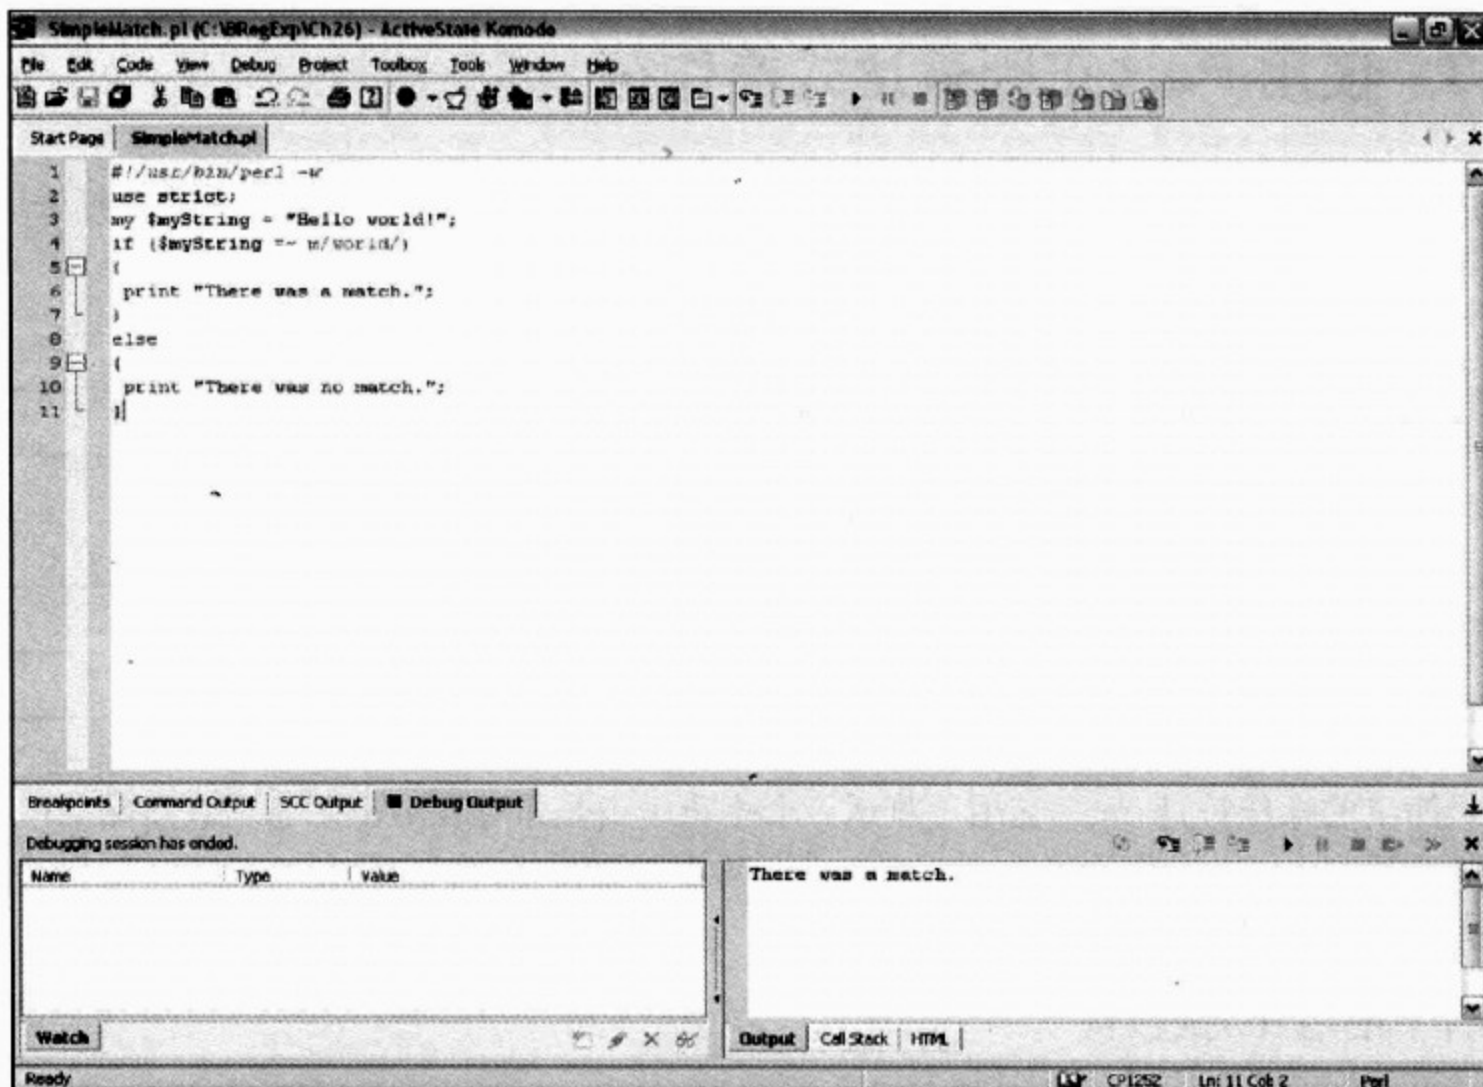 SimpleMatch.pl (C:\BRegExp\Ch26) - ActiveState Komodo
File Edit Code View Debug Project Toolbox Tools Window Help
Start Page SimpleMatch.pl
1 #!/usr/bin/perl -w
2 use strict;
3 my $myString = "Hello world!";
4 if ($myString =~ m/world/)
5 {
6 print "There was a match.";
7 }
8 else
9 {
10 print "There was no match.";
11 }
Breakpoints Command Output SCC Output Debug Output
Debugging session has ended.
Name Type Value
There was a match.
Watch
Output Call Stack HTML
Ready CP1252 Ln: 11 Col: 2 Perl